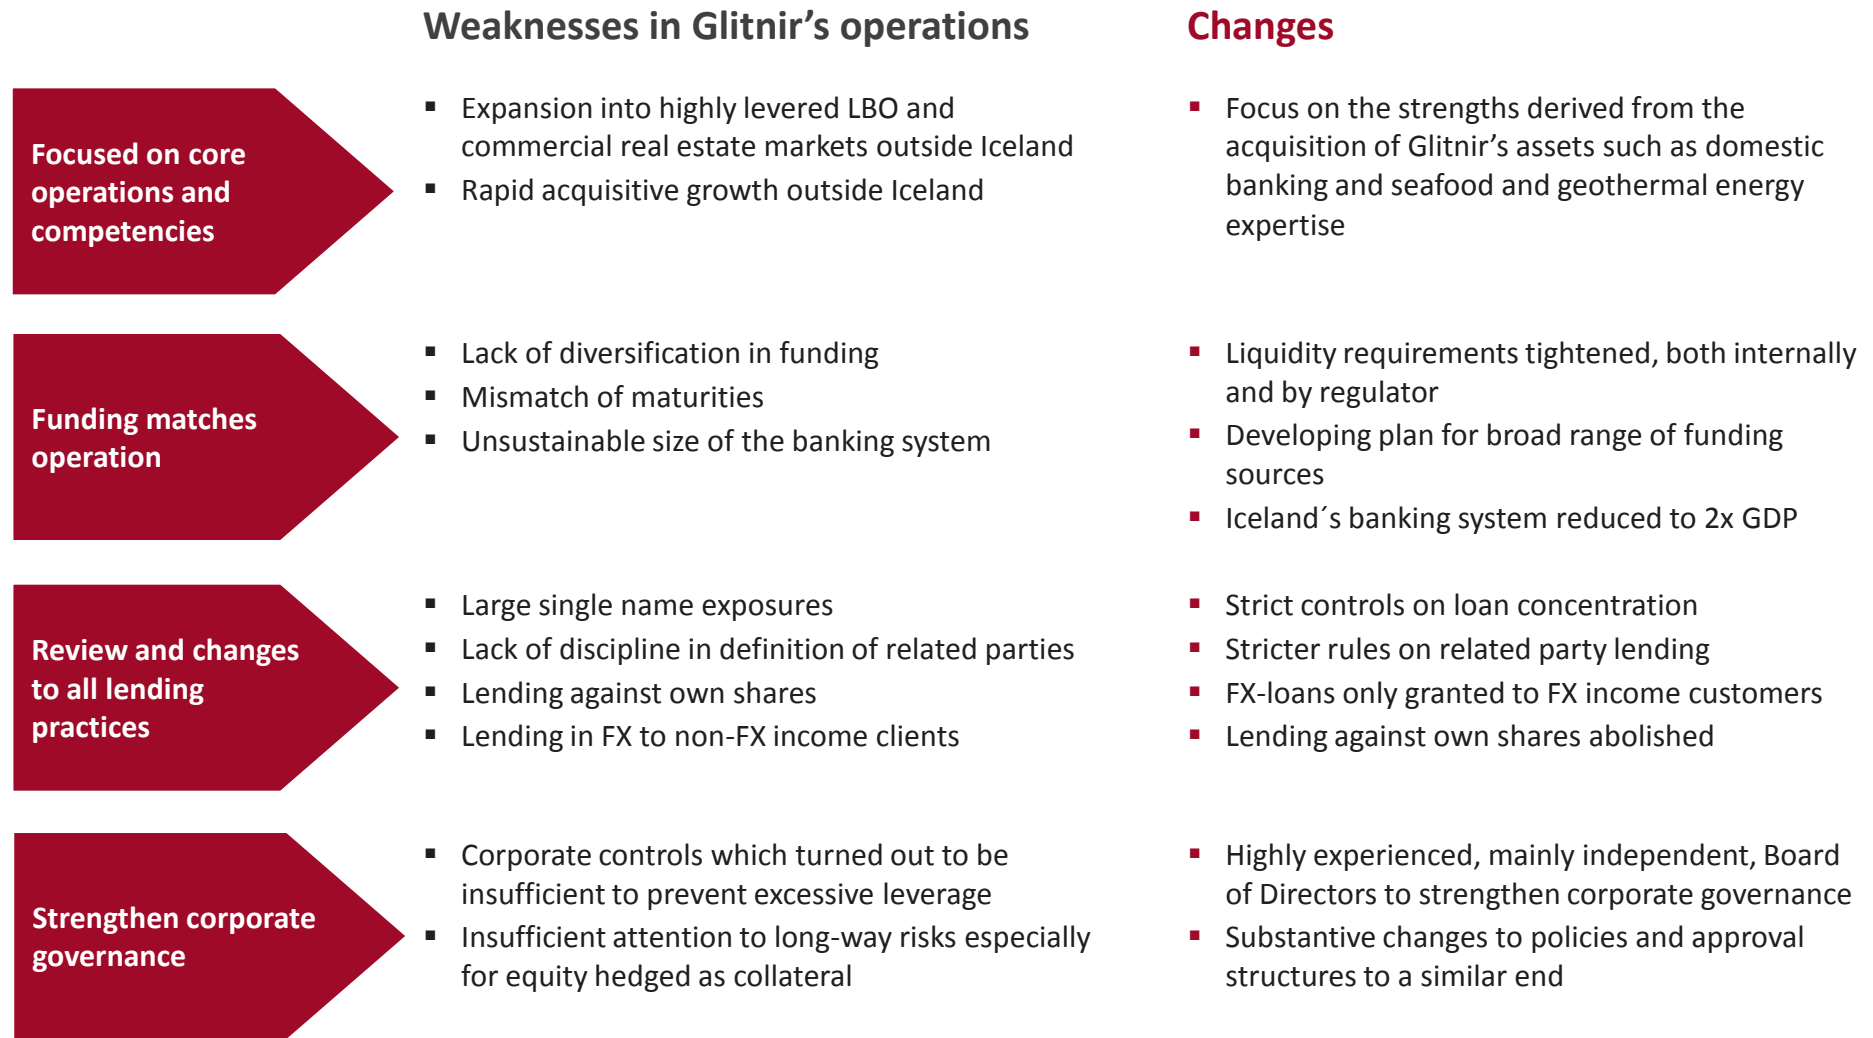 Weaknesses in Glitnir’s operations
Changes
Focused on core
operations and
competencies
▪ Expansion into highly levered LBO and
commercial real estate markets outside Iceland
▪ Rapid acquisitive growth outside Iceland
▪ Focus on the strengths derived from the
acquisition of Glitnir’s assets such as domestic
banking and seafood and geothermal energy
expertise
Funding matches
operation
▪ Lack of diversification in funding
▪ Mismatch of maturities
▪ Unsustainable size of the banking system
▪ Liquidity requirements tightened, both internally
and by regulator
▪ Developing plan for broad range of funding
sources
▪ Iceland´s banking system reduced to 2x GDP
Review and changes
to all lending
practices
▪ Large single name exposures
▪ Lack of discipline in definition of related parties
▪ Lending against own shares
▪ Lending in FX to non-FX income clients
▪ Strict controls on loan concentration
▪ Stricter rules on related party lending
▪ FX-loans only granted to FX income customers
▪ Lending against own shares abolished
Strengthen corporate
governance
▪ Corporate controls which turned out to be
insufficient to prevent excessive leverage
▪ Insufficient attention to long-way risks especially
for equity hedged as collateral
▪ Highly experienced, mainly independent, Board
of Directors to strengthen corporate governance
▪ Substantive changes to policies and approval
structures to a similar end